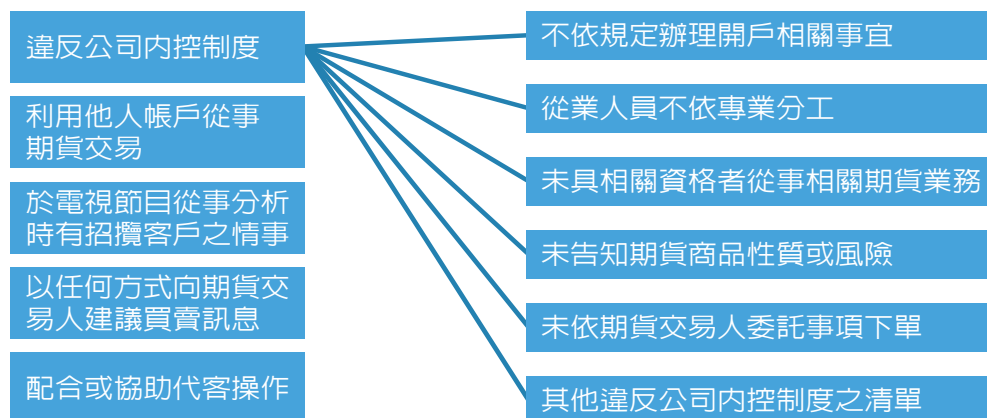 違反公司內控制度
利用他人帳戶從事
期貨交易
於電視節目從事分析
時有招攬客戶之情事
以任何方式向期貨交
易人建議買賣訊息
配合或協助代客操作
不依規定辦理開戶相關事宜
從業人員不依專業分工
未具相關資格者從事相關期貨業務
未告知期貨商品性質或風險
未依期貨交易人委託事項下單
其他違反公司內控制度之清單